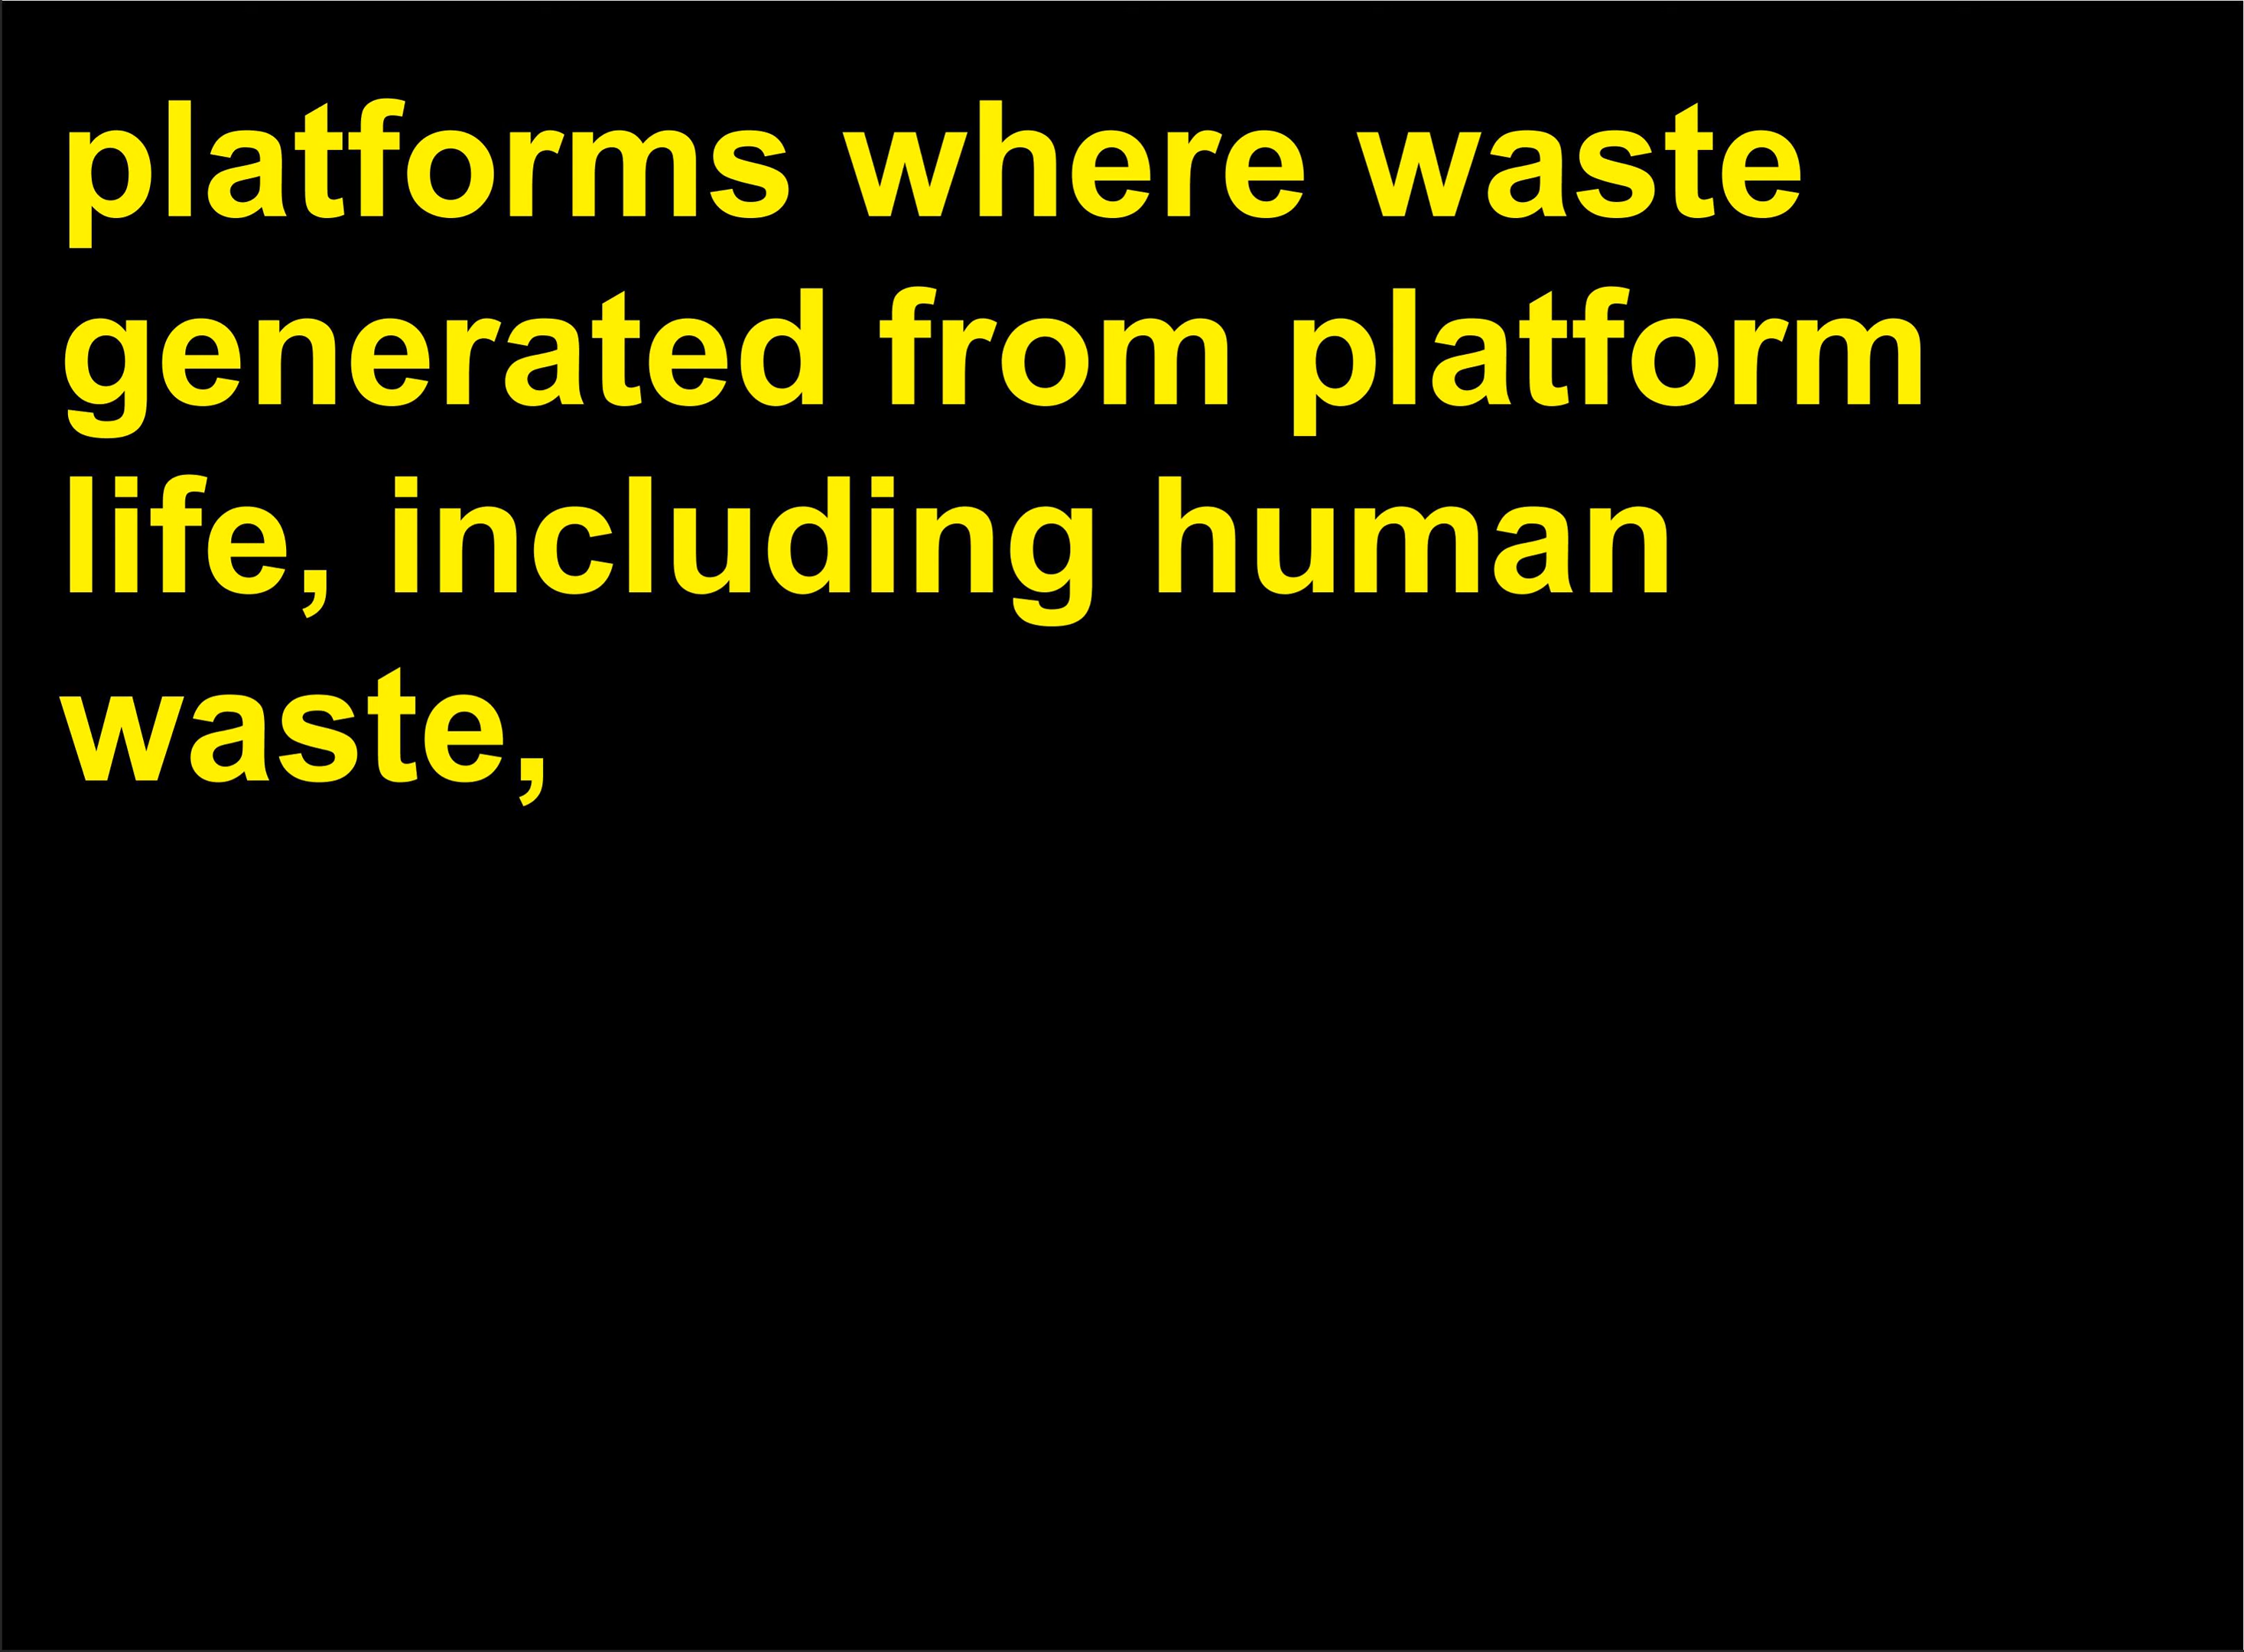 platforms where waste
generated from platform
life, including human
waste,